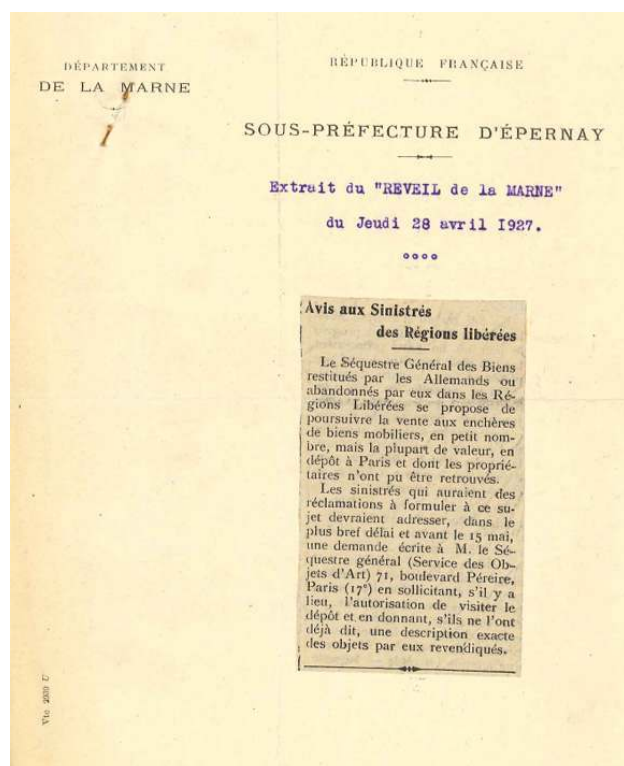 DÉPARTEMENT
DE LA MARNE
RÉPUBLIQUE FRANÇAISE
SOUS-PRÉFECTURE D'ÉPERNAY
Extrait du "REVEIL de la MARNE"
du Jeudi 28 avril I927.
Avis aux Sinistrés
des Régions libérées
Le Séquestre Général des Biens
restitués par les Allemands ou
abandonnés par eux dans les Ré-
gions Libérées se propose de
poursuivre la vente aux enchères
de biens mobiliers, en petit nom-
bre, mais la plupart de valeur, en
dépôt à Paris et dont les proprié-
taires n'ont pu être retrouvés.
Les sinistrés qui auraient des
réclamations à formuler à ce su-
jet devraient adresser, dans le
plus bref délai et avant le 15 mai,
une demande écrite à M. le Sé-
questre général (Service des Ob-
jets d'Art) 71, boulevard Péreire,
Paris (17e) en sollicitant, s'il y a
lieu, l'autorisation de visiter le
dépôt et en donnant, s'ils ne l'ont
déjà dit, une description exacte
des objets par eux revendiqués.